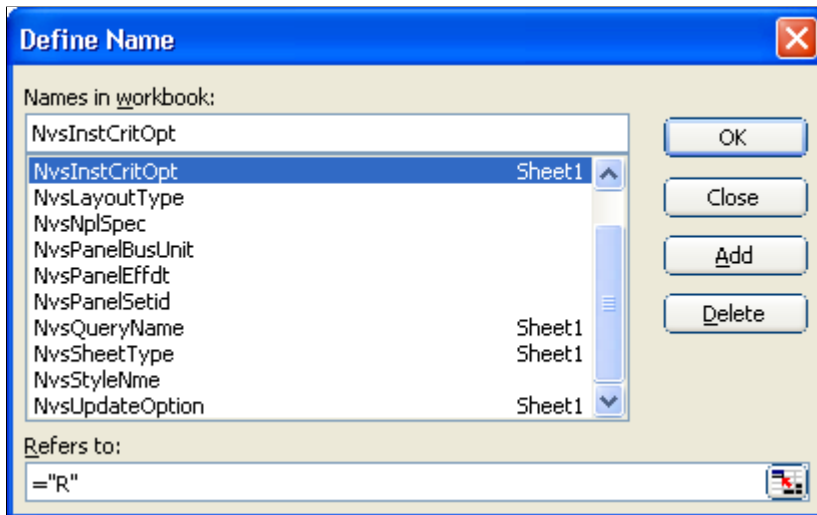 Define Name
Names in workbook:
NvsInstCritOpt
OK
NvsInstCritOpt Sheet1
NvsLayoutType
Close
NvsNplSpec
NvsPanelBusUnit
Add
NvsPanelEffdt
NvsPanelSetid
Delete
NvsQueryName Sheet1
NvsSheetType Sheet1
NvsStyleNme
NvsUpdateOption Sheet1
Refers to:
="R"